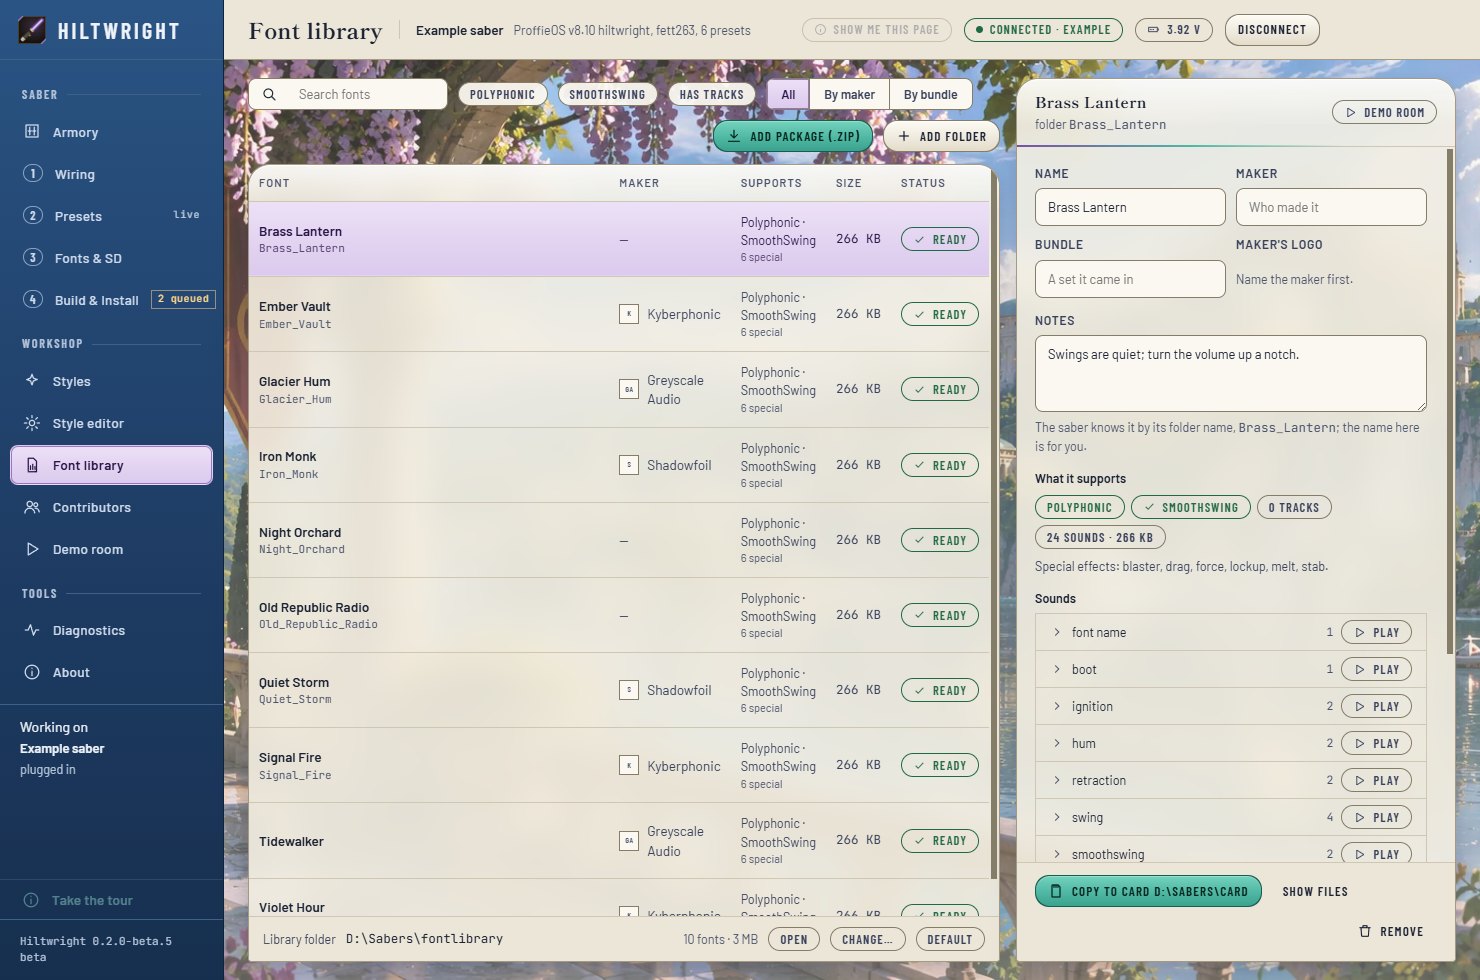 HILTWRIGHT
Font library
Example saber ProffieOS v8.10 hiltwright, fett263, 6 presets
SHOW ME THIS PAGE
CONNECTED · EXAMPLE
3.92 V
DISCONNECT
SABER
Armory
1 Wiring
2 Presets live
3 Fonts & SD
4 Build & Install 2 queued
WORKSHOP
Styles
Style editor
Font library
Contributors
Demo room
TOOLS
Diagnostics
About
Working on
Example saber
plugged in
Take the tour
Hiltwright 0.2.0-beta.5
beta
Search fonts
POLYPHONIC
SMOOTHSWING
HAS TRACKS
All
By maker
By bundle
ADD PACKAGE (.ZIP)
ADD FOLDER
FONT MAKER SUPPORTS SIZE STATUS
Brass Lantern
Brass_Lantern
—
Polyphonic ·
SmoothSwing
6 special
266 KB
READY
Ember Vault
Ember_Vault
K Kyberphonic
Polyphonic ·
SmoothSwing
6 special
266 KB
READY
Glacier Hum
Glacier_Hum
GA Greyscale
Audio
Polyphonic ·
SmoothSwing
6 special
266 KB
READY
Iron Monk
Iron_Monk
S Shadowfoil
Polyphonic ·
SmoothSwing
6 special
266 KB
READY
Night Orchard
Night_Orchard
—
Polyphonic ·
SmoothSwing
6 special
266 KB
READY
Old Republic Radio
Old_Republic_Radio
—
Polyphonic ·
SmoothSwing
6 special
266 KB
READY
Quiet Storm
Quiet_Storm
S Shadowfoil
Polyphonic ·
SmoothSwing
6 special
266 KB
READY
Signal Fire
Signal_Fire
K Kyberphonic
Polyphonic ·
SmoothSwing
6 special
266 KB
READY
Tidewalker
GA Greyscale
Audio
Polyphonic ·
SmoothSwing
6 special
266 KB
READY
Violet Hour
K Kyberphonic
Polyphonic ·
SmoothSwing
266 KB
READY
Library folder D:\Sabers\fontlibrary
10 fonts · 3 MB
OPEN
CHANGE...
DEFAULT
Brass Lantern
folder Brass_Lantern
DEMO ROOM
NAME
Brass Lantern
MAKER
Who made it
BUNDLE
A set it came in
MAKER'S LOGO
Name the maker first.
NOTES
Swings are quiet; turn the volume up a notch.
The saber knows it by its folder name, Brass_Lantern; the name here
is for you.
What it supports
POLYPHONIC
SMOOTHSWING
0 TRACKS
24 SOUNDS · 266 KB
Special effects: blaster, drag, force, lockup, melt, stab.
Sounds
font name 1 PLAY
boot 1 PLAY
ignition 2 PLAY
hum 2 PLAY
retraction 2 PLAY
swing 4 PLAY
smoothswing 2 PLAY
COPY TO CARD D:\SABERS\CARD
SHOW FILES
REMOVE